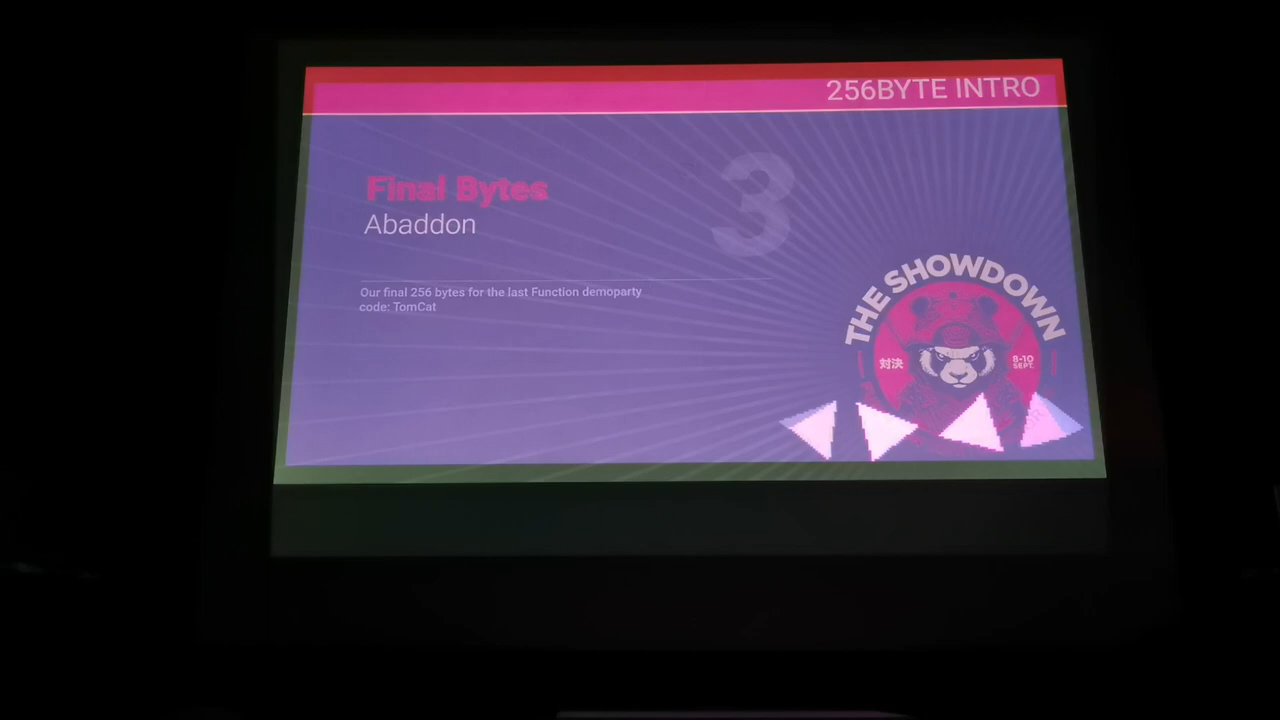 256BYTE INTRO
3
Final Bytes
Abaddon
Our final 256 bytes for the last Function demoparty
code: TomCat
THE SHOWDOWN
対決
8-10
SEPT.